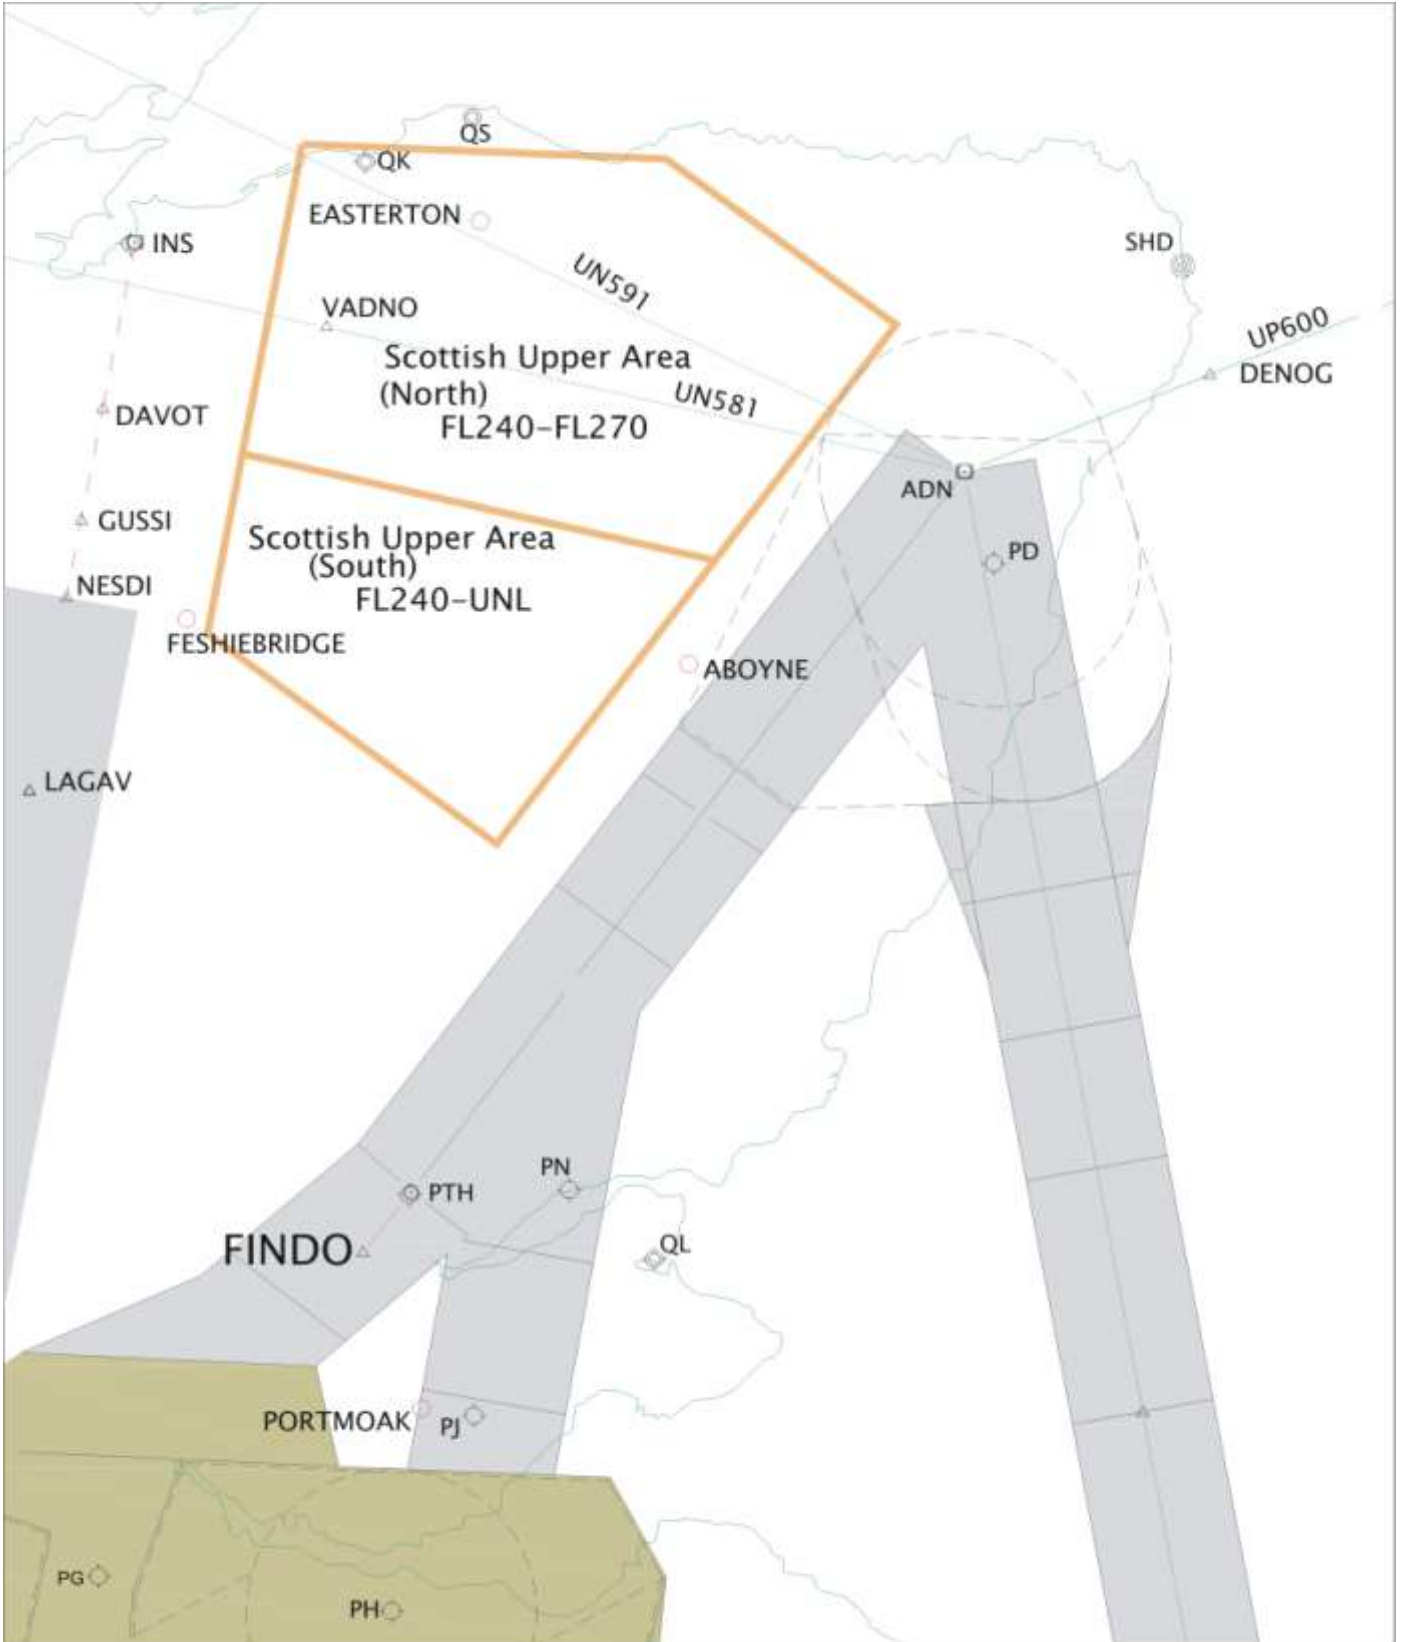 QS
QK
EASTERTON
INS
SHD
UN591
VADNO
UP600
Scottish Upper Area
(North)
FL240-FL270
DENOG
UN581
DAVOT
ADN
GUSSI
Scottish Upper Area
(South)
FL240-UNL
PD
NESDI
FESHIEBRIDGE
ABOYNE
LAGAV
PN
PTH
FINDO
QL
PORTMOAK
PJ
PG
PH